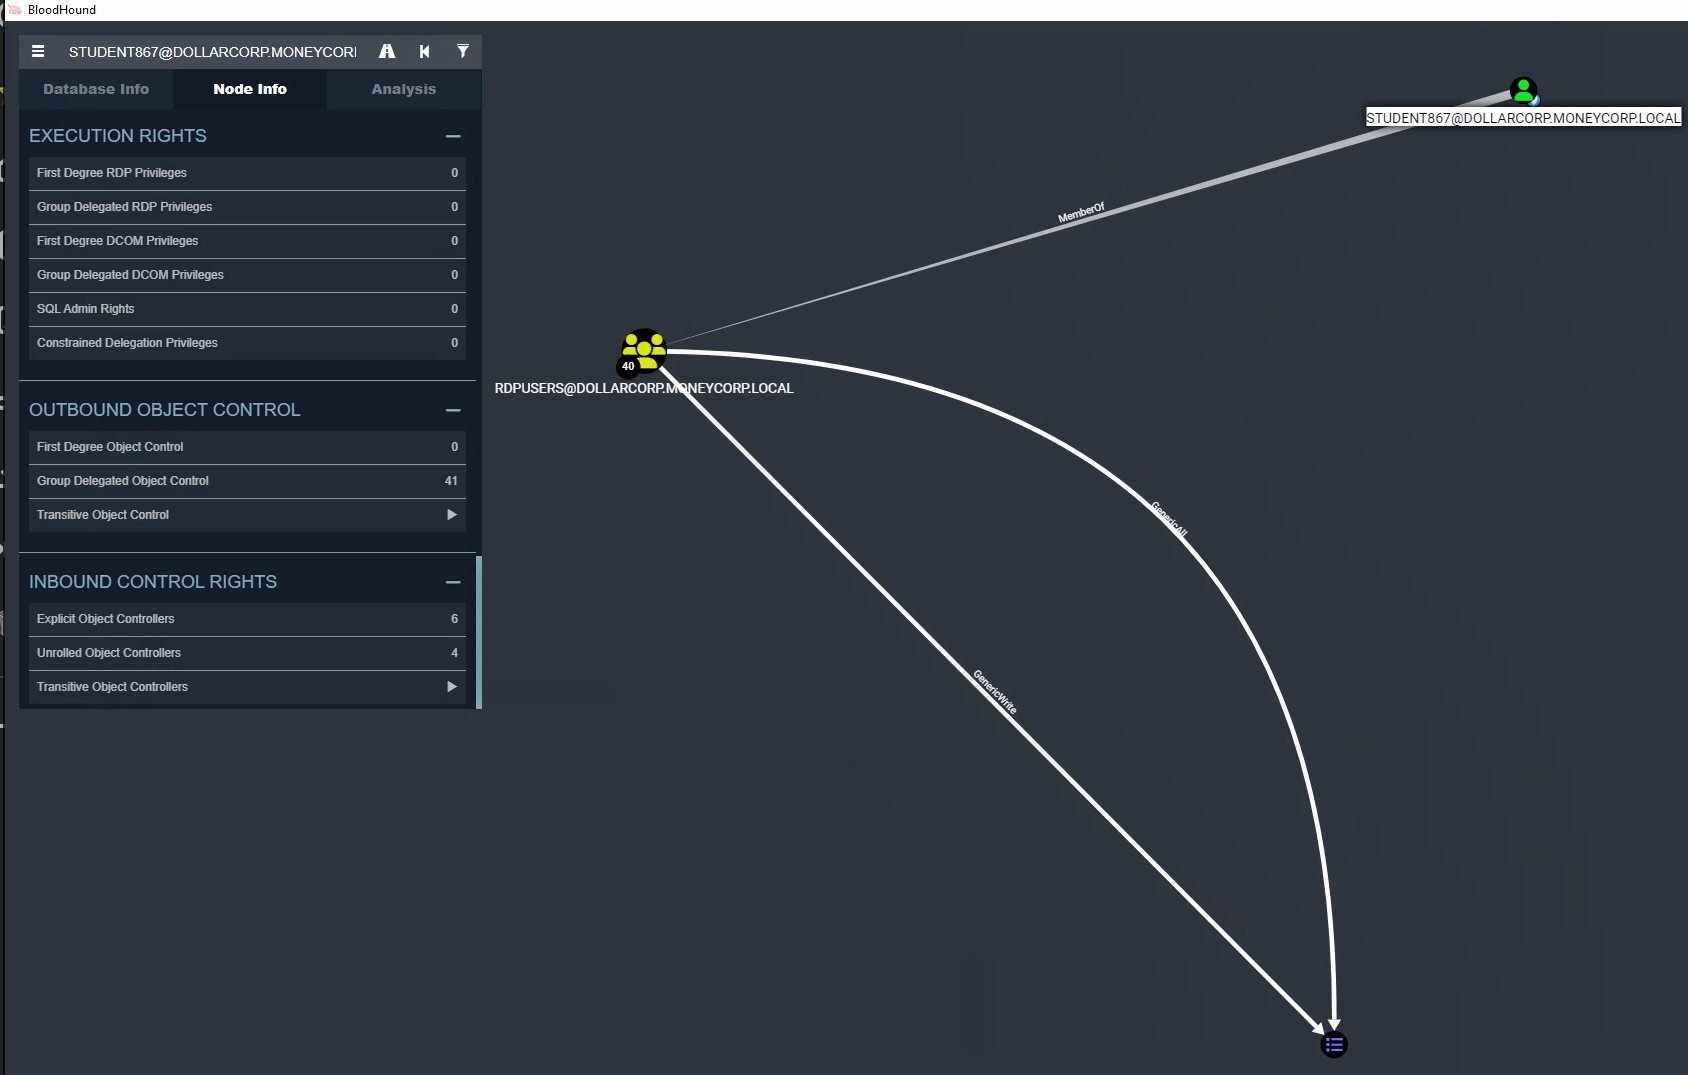 BloodHound
STUDENT867@DOLLARCORP.MONEYCORI
Database Info
Node Info
Analysis
EXECUTION RIGHTS
First Degree RDP Privileges 0
Group Delegated RDP Privileges 0
First Degree DCOM Privileges 0
Group Delegated DCOM Privileges 0
SQL Admin Rights 0
Constrained Delegation Privileges 0
OUTBOUND OBJECT CONTROL
First Degree Object Control 0
Group Delegated Object Control 41
Transitive Object Control
INBOUND CONTROL RIGHTS
Explicit Object Controllers 6
Unrolled Object Controllers 4
Transitive Object Controllers
STUDENT867@DOLLARCORP.MONEYCORP.LOCAL
MemberOf
40
RDPUSERS@DOLLARCORP.MONEYCORP.LOCAL
GenericAll
GenericWrite